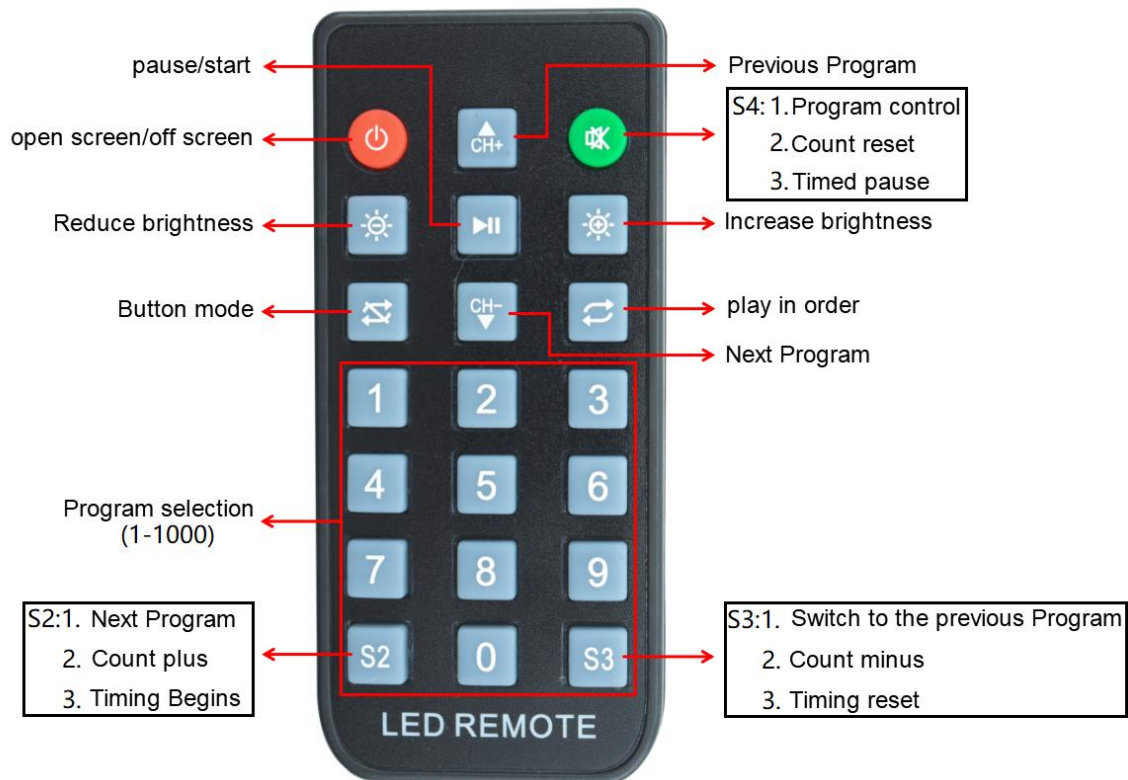 pause/start
Previous Program
open screen/off screen
CH+
S4: 1. Program control
2. Count reset
3. Timed pause
Reduce brightness
Increase brightness
Button mode
CH−
play in order
Next Program
1 2 3
4 5 6
Program selection
(1-1000)
7 8 9
S2:1. Next Program
2. Count plus
3. Timing Begins
S2 0 S3
S3:1. Switch to the previous Program
2. Count minus
3. Timing reset
LED REMOTE